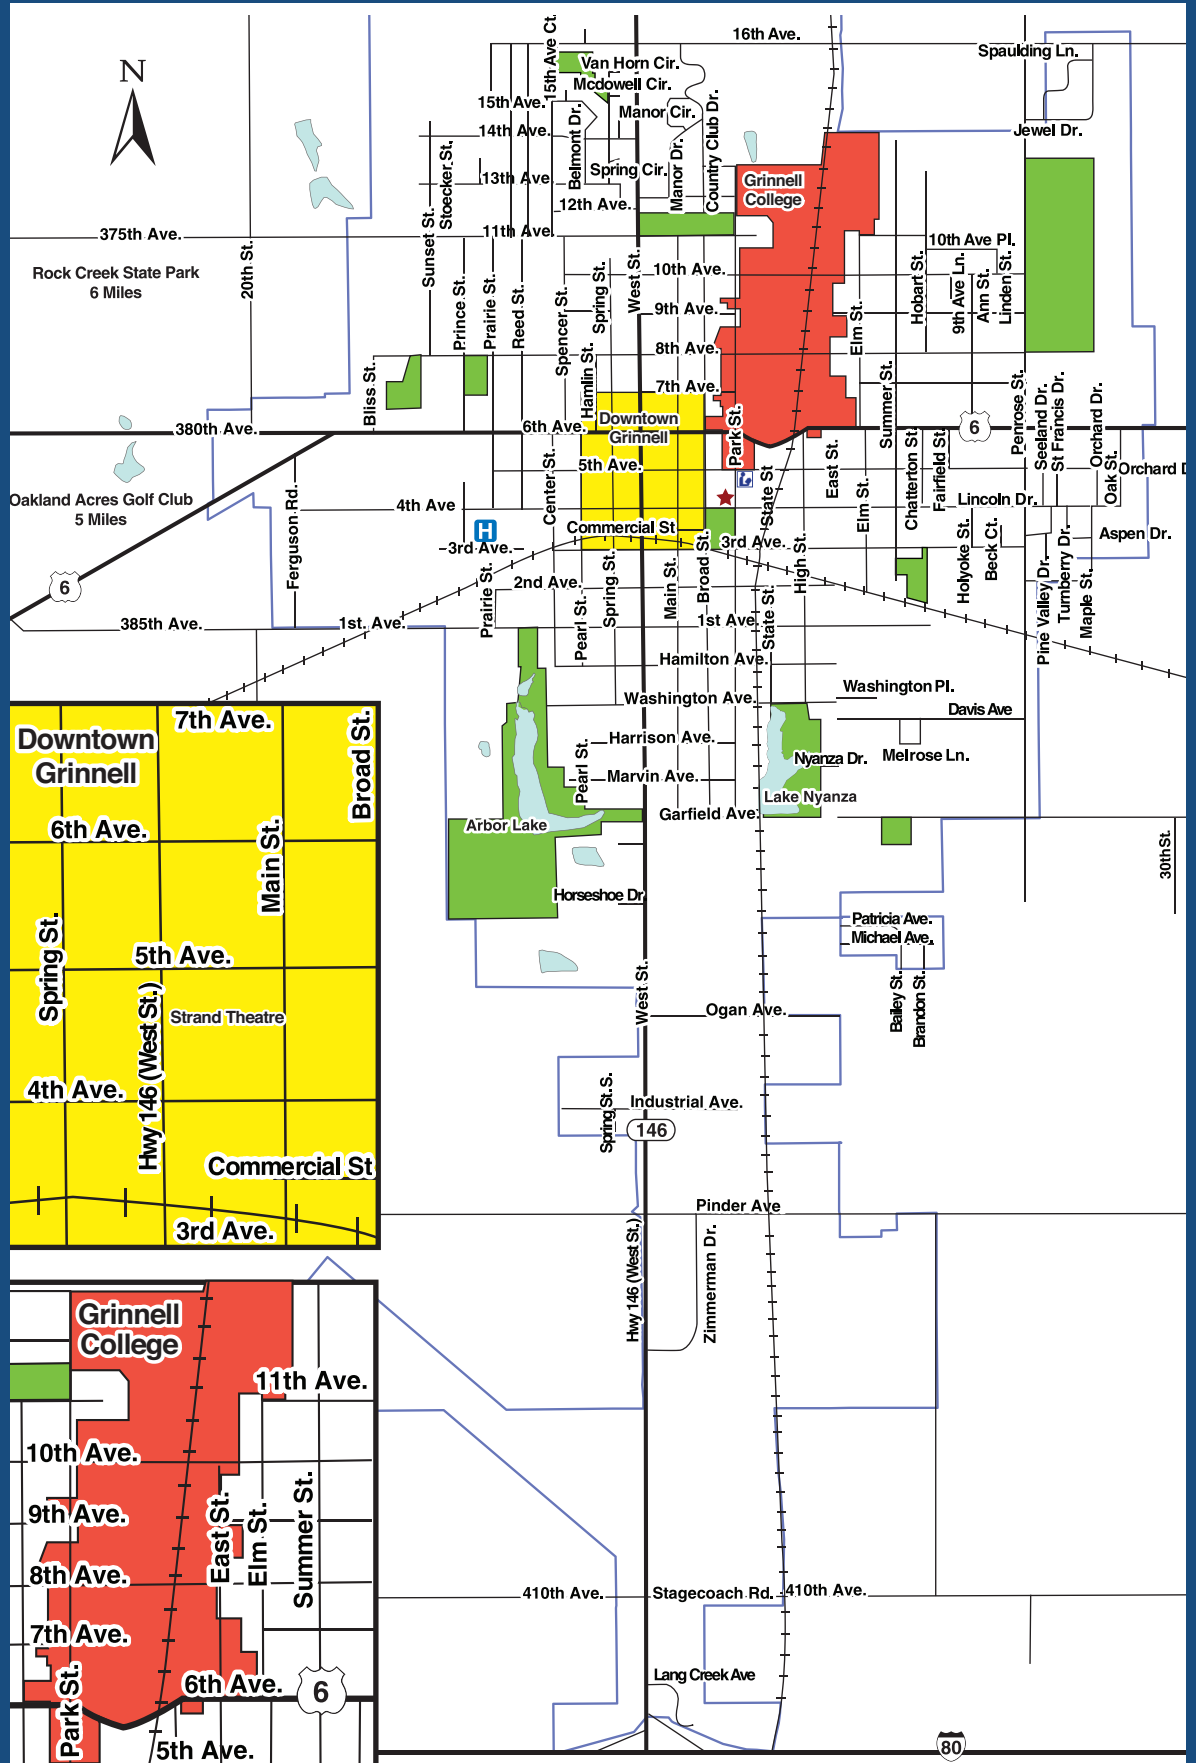 16th Ave.
15th Ave Ct.
Van Horn Cir.
Mcdowell Cir.
Spaulding Ln.
N
15th Ave.
Manor Cir.
14th Ave.
Belmont Dr.
Jewel Dr.
Stoecker St.
Spring Cir.
Manor Dr.
Country Club Dr.
13th Ave.
Grinnell
College
12th Ave.
375th Ave.
Sunset St.
11th Ave.
10th Ave Pl.
20th St.
Rock Creek State Park
6 Miles
Prince St.
Prairie St.
Reed St.
Spencer St.
Spring St.
West St.
10th Ave.
9th Ave.
Elm St.
Hobart St.
9th Ave Ln.
Ann St.
Linden St.
8th Ave.
Bliss St.
Hamlin St.
7th Ave.
Summer St.
Penrose St.
Seeland Dr.
St Francis Dr.
Orchard Dr.
Downtown
Grinnell
380th Ave.
6th Ave.
Park St.
6
5th Ave.
Center St.
East St.
Chatterton St.
Fairfield St.
Oak St.
Orchard D
Oakland Acres Golf Club
5 Miles
Ferguson Rd.
4th Ave
State St
Elm St.
Lincoln Dr.
H
Commercial St
3rd Ave.
3rd Ave.
Broad St.
High St.
Holyoke St.
Beck Ct.
Aspen Dr.
6
Prairie St.
2nd Ave.
Pearl St.
Spring St.
Main St.
State St.
Pine Valley Dr.
Turnberry Dr.
Maple St.
385th Ave.
1st. Ave.
1st Ave.
Hamilton Ave.
Washington Ave.
Washington Pl.
Davis Ave
Harrison Ave.
Pearl St.
Nyanza Dr.
Melrose Ln.
Marvin Ave.
Lake Nyanza
Garfield Ave.
Arbor Lake
30th St.
Horseshoe Dr.
Patricia Ave.
Michael Ave.
West St.
Bailey St.
Brandon St.
Ogan Ave.
Spring St. S.
Industrial Ave.
146
Pinder Ave
Hwy 146 (West St.)
Zimmerman Dr.
410th Ave.
Stagecoach Rd.
410th Ave.
Lang Creek Ave
80
7th Ave.
Broad St.
Downtown
Grinnell
6th Ave.
Main St.
Spring St.
5th Ave.
Hwy 146 (West St.)
Strand Theatre
4th Ave.
Commercial St
3rd Ave.
Grinnell
College
11th Ave.
10th Ave.
9th Ave.
East St.
Elm St.
Summer St.
8th Ave.
7th Ave.
Park St.
6th Ave.
6
5th Ave.